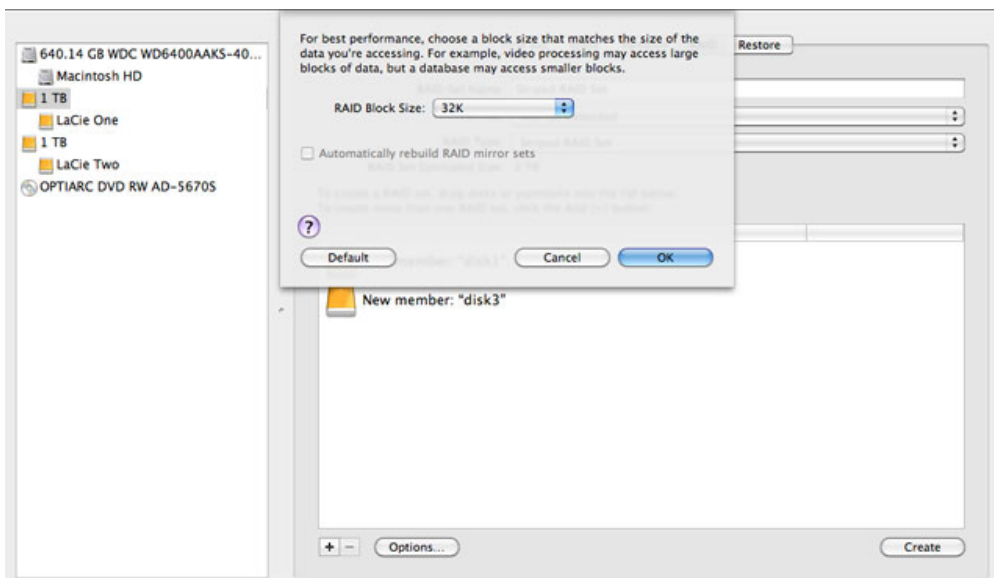 640.14 GB WDC WD6400AAKS-40...
Macintosh HD
1 TB
LaCie One
1 TB
LaCie Two
OPTIARC DVD RW AD-5670S
For best performance, choose a block size that matches the size of the
data you're accessing. For example, video processing may access large
blocks of data, but a database may access smaller blocks.
RAID Block Size: 32K
Automatically rebuild RAID mirror sets
?
Default
Cancel
OK
Restore
New member: "disk3"
+ -
Options...
Create